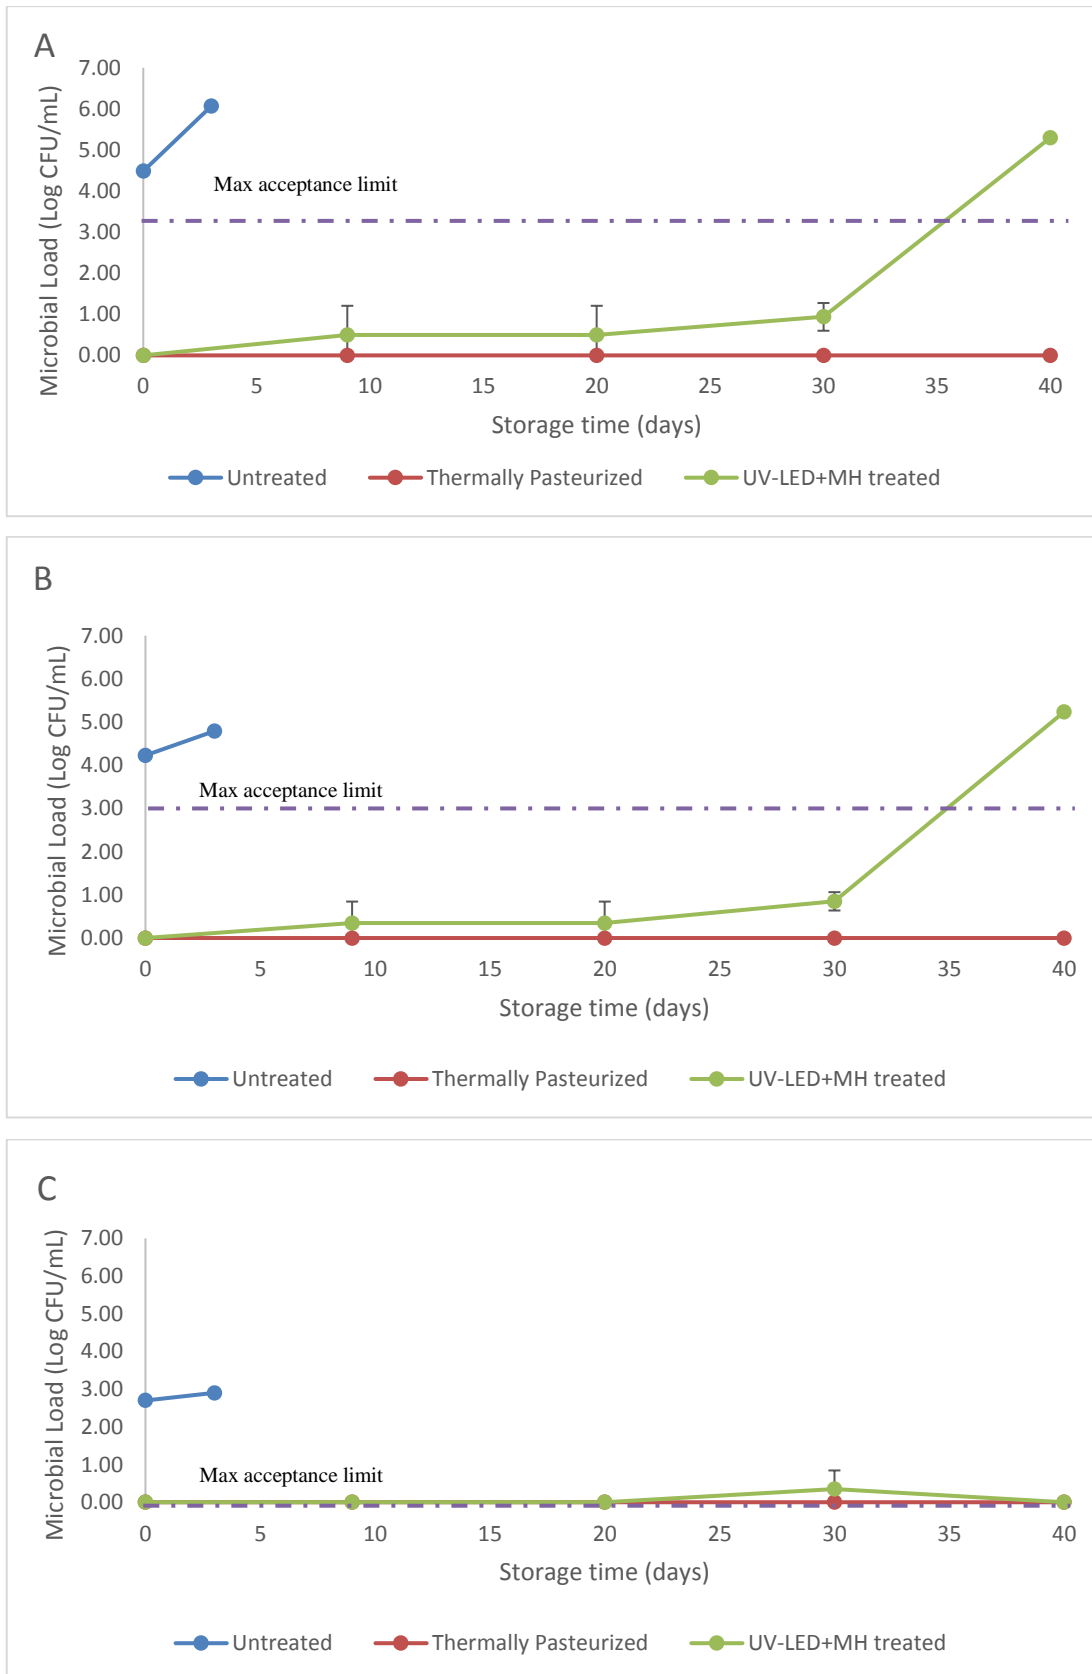 A
Microbial Load (Log CFU/mL)
7.00
6.00
5.00
4.00
3.00
2.00
1.00
0.00
Max acceptance limit
0 5 10 15 20 25 30 35 40
Storage time (days)
Untreated Thermally Pasteurized UV-LED+MH treated
B
Microbial Load (Log CFU/mL)
7.00
6.00
5.00
4.00
3.00
2.00
1.00
0.00
Max acceptance limit
0 5 10 15 20 25 30 35 40
Storage time (days)
Untreated Thermally Pasteurized UV-LED+MH treated
C
Microbial Load (Log CFU/mL)
7.00
6.00
5.00
4.00
3.00
2.00
1.00
0.00
Max acceptance limit
0 5 10 15 20 25 30 35 40
Storage time (days)
Untreated Thermally Pasteurized UV-LED+MH treated